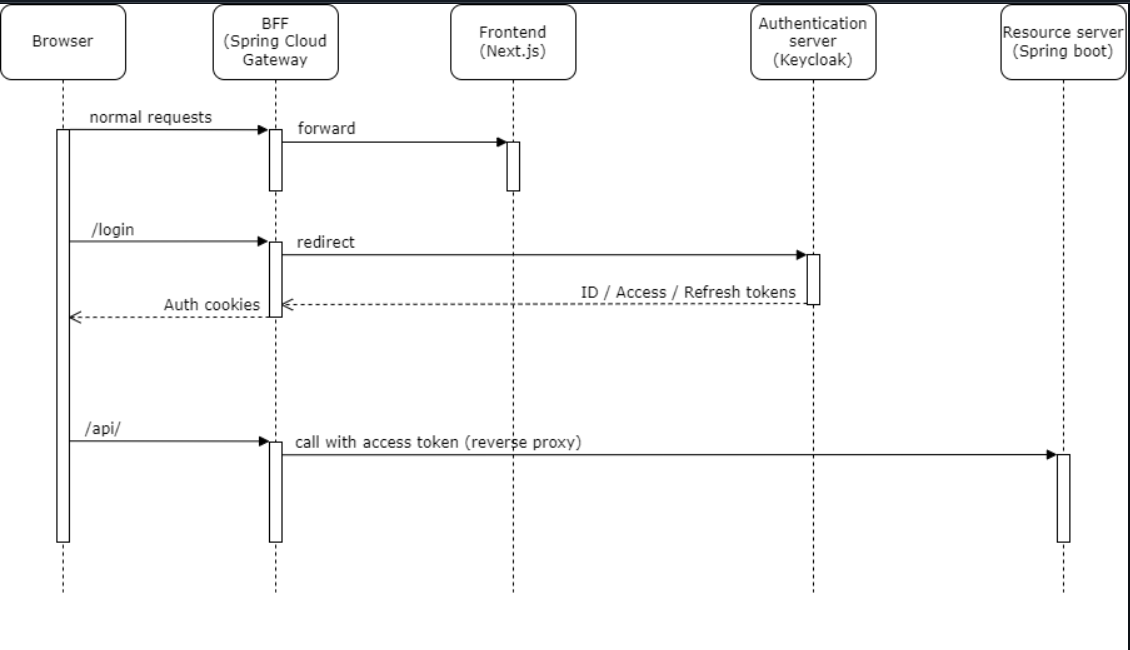 Browser
BFF
(Spring Cloud
Gateway
Frontend
(Next.js)
Authentication
server
(Keycloak)
Resource server
(Spring boot)
normal requests
forward
/login
redirect
ID / Access / Refresh tokens
Auth cookies
/api/
call with access token (reverse proxy)